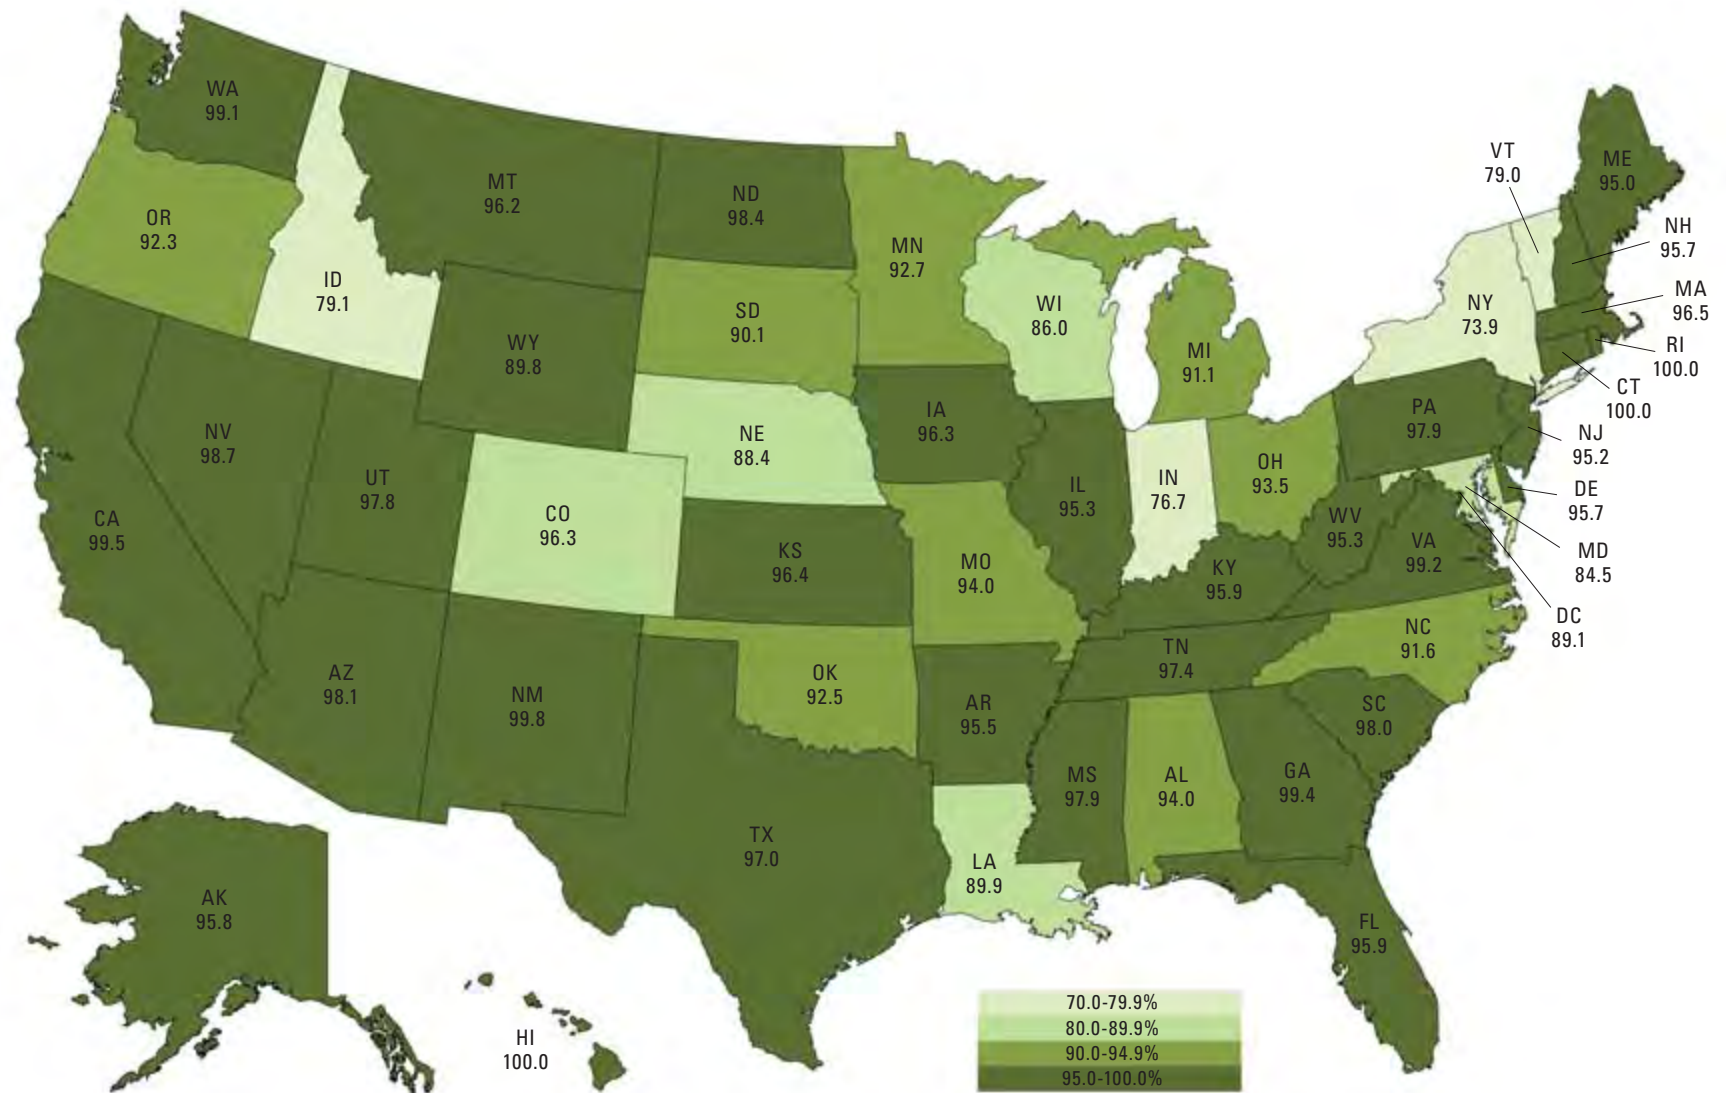 WA
99.1
MT
96.2
ND
98.4
OR
92.3
ID
79.1
MN
92.7
VT
79.0
ME
95.0
NH
95.7
MA
96.5
RI
100.0
CT
100.0
WY
89.8
SD
90.1
WI
86.0
MI
91.1
NY
73.9
NV
98.7
UT
97.8
NE
88.4
IA
96.3
PA
97.9
NJ
95.2
CA
99.5
CO
96.3
KS
96.4
IL
95.3
IN
76.7
OH
93.5
WV
95.3
DE
95.7
MD
84.5
DC
89.1
VA
99.2
MO
94.0
KY
95.9
AZ
98.1
NM
99.8
OK
92.5
AR
95.5
TN
97.4
NC
91.6
SC
98.0
MS
97.9
AL
94.0
GA
99.4
TX
97.0
LA
89.9
FL
95.9
AK
95.8
HI
100.0
70.0-79.9%
80.0-89.9%
90.0-94.9%
95.0-100.0%